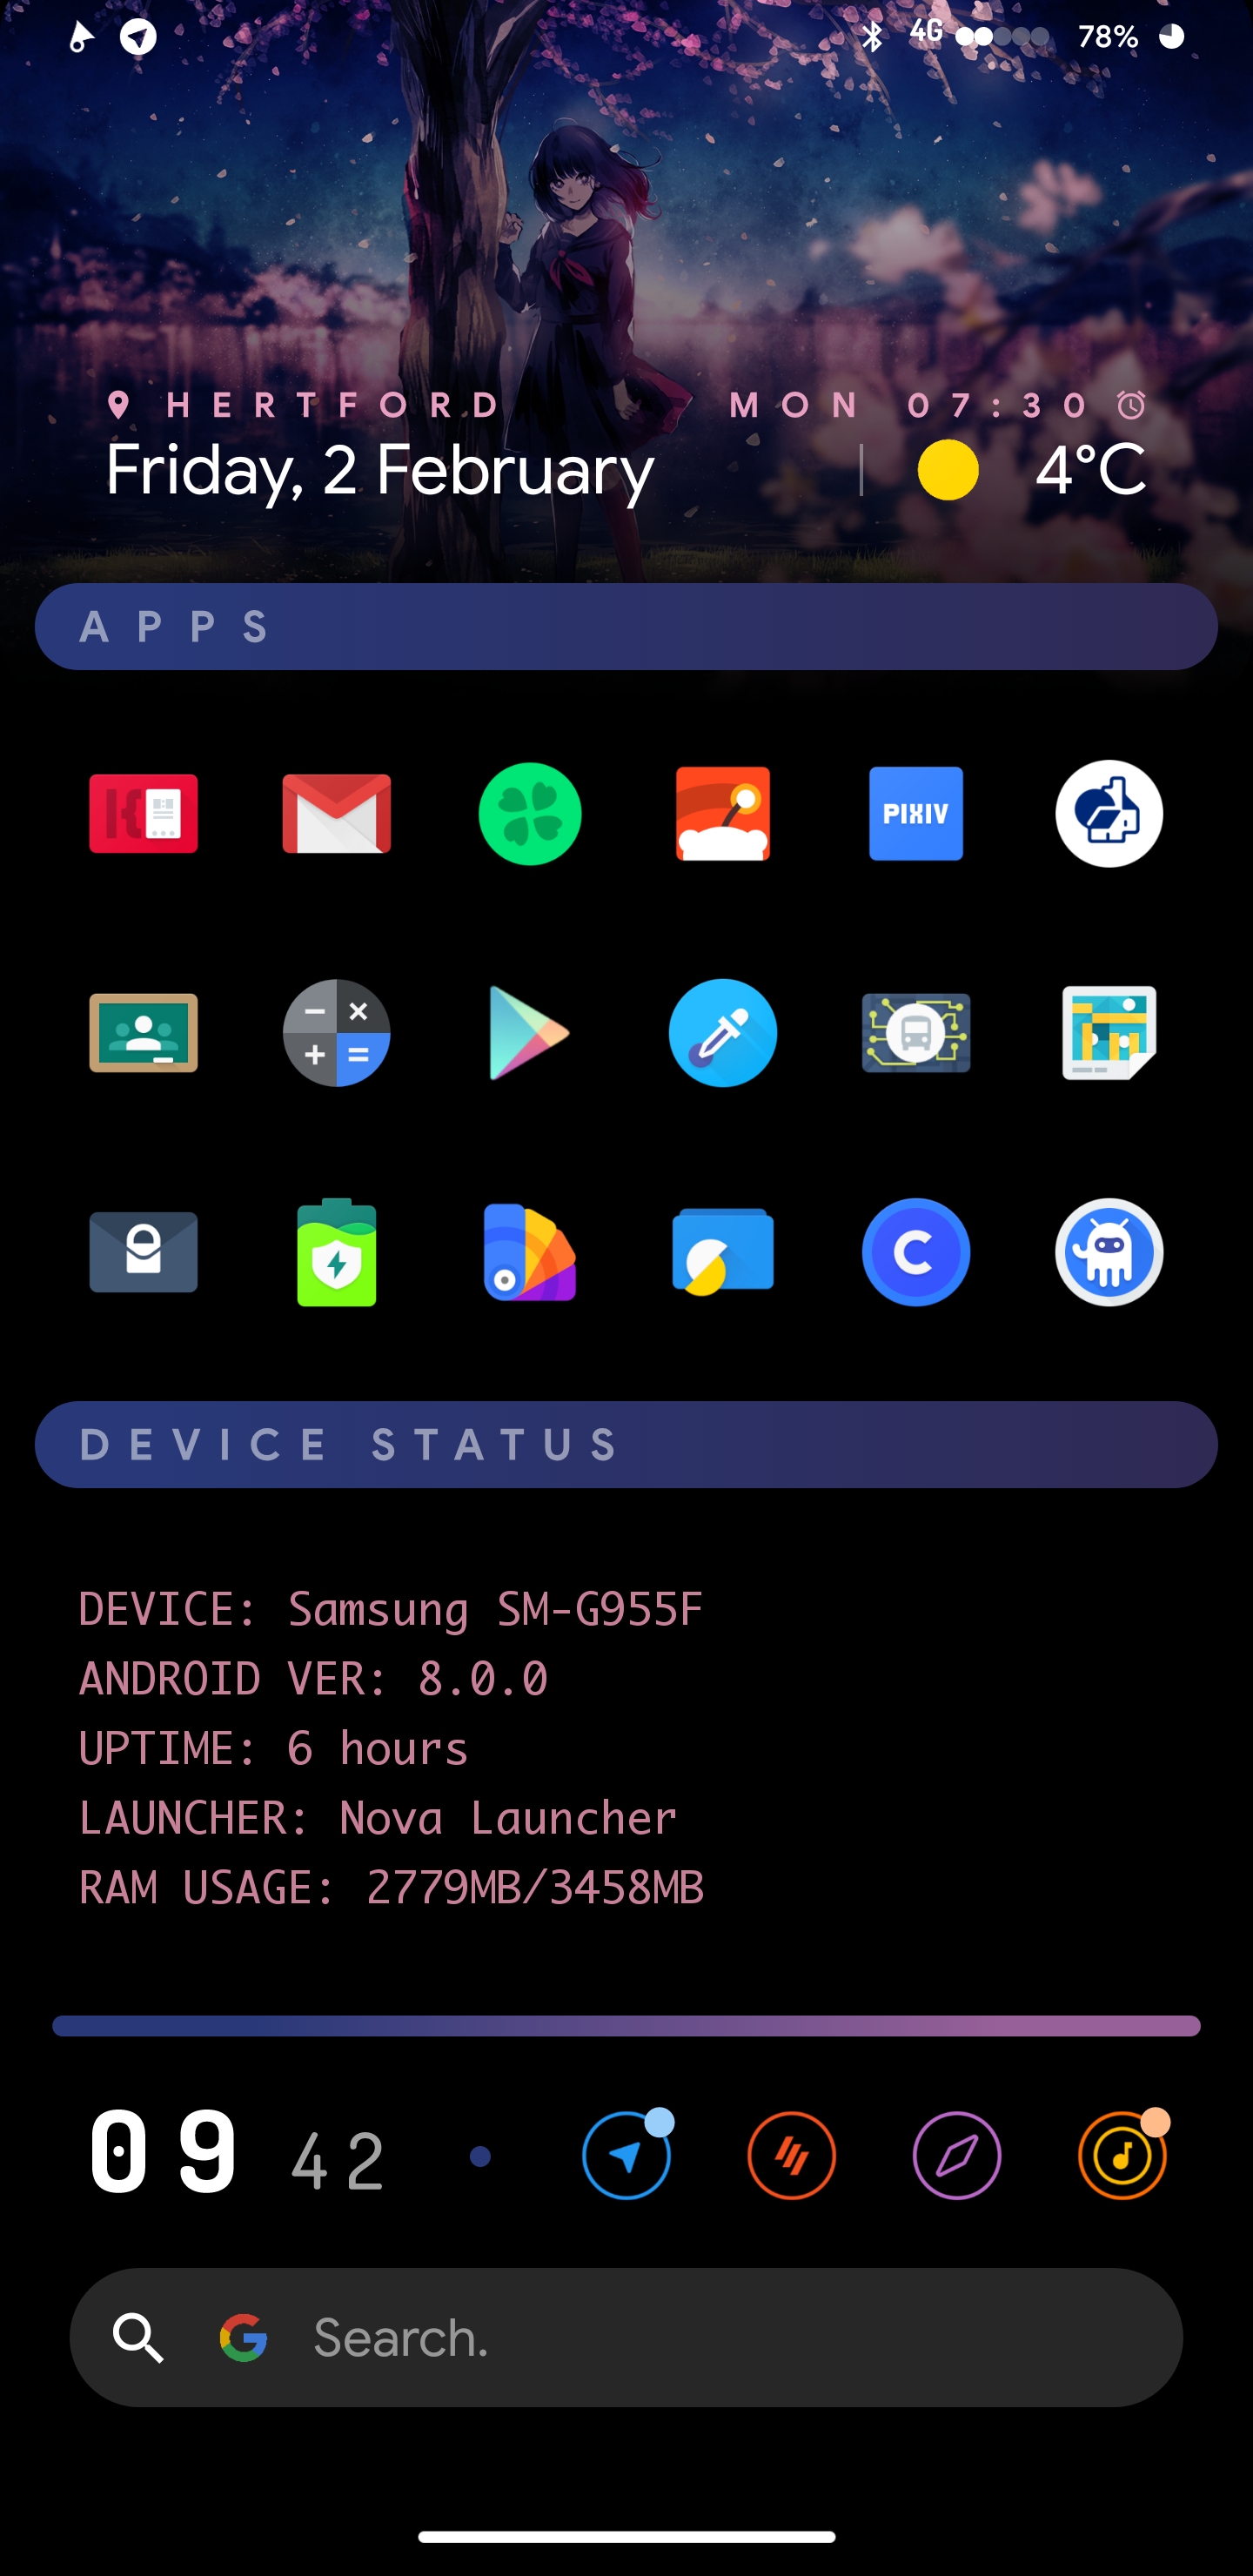 4G 78%
HERTFORD MON 07:30
Friday, 2 February 4°C
APPS
PIXIV
DEVICE STATUS
DEVICE: Samsung SM-G955F
ANDROID VER: 8.0.0
UPTIME: 6 hours
LAUNCHER: Nova Launcher
RAM USAGE: 2779MB/3458MB
09 42
Search.